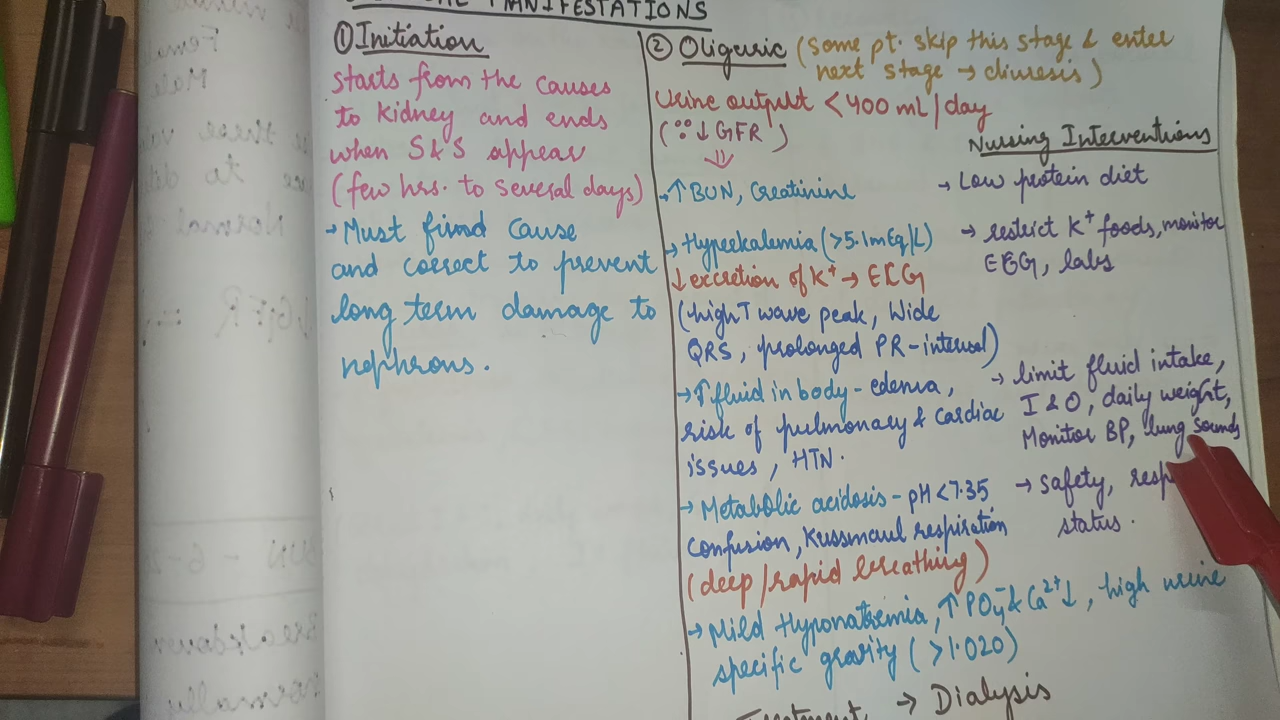 MANIFESTATIONS
① Initiation
starts from the causes
to kidney and ends
when S&S appear
(few hrs. to several days)
→ Must find cause
and correct to prevent
long term damage to
nephrons.
② Oliguric (some pt. skip this stage & enter
next stage → diuresis)
Urine output < 400 mL/day
(∵ ↓ GFR)
⇓
→ ↑ BUN, Creatinine
→ Hyperkalemia (>5.1mEq/L)
↓ excretion of K⁺ → ECG
(high T wave peak, Wide
QRS, prolonged PR-interval)
→ ↑ fluid in body - edema,
risk of pulmonary & cardiac
issues, HTN.
→ Metabolic acidosis - pH < 7.35
confusion, Kussmaul respiration
(deep/rapid breathing)
→ Mild Hyponatremia, ↑ PO₄⁻ & Ca²⁺↓, high urine
specific gravity (>1.020)
Treatment → Dialysis
Nursing Interventions
→ Low protein diet
→ restrict K⁺ foods, monitor
ECG, labs
→ limit fluid intake,
I & O, daily weight,
Monitor BP, lung sounds
→ safety, resp
status.